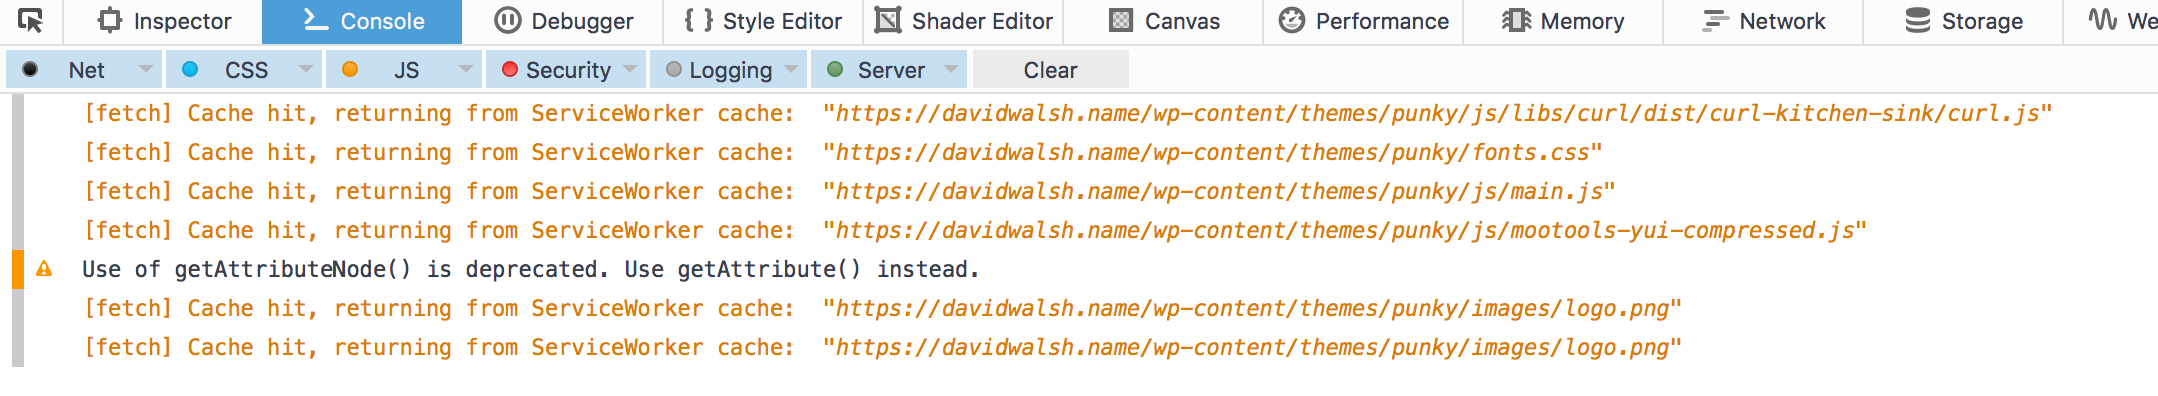 Inspector Console Debugger { } Style Editor Shader Editor Canvas Performance Memory Network Storage We
Net CSS JS Security Logging Server Clear
[fetch] Cache hit, returning from ServiceWorker cache: "https://davidwalsh.name/wp-content/themes/punky/js/libs/curl/dist/curl-kitchen-sink/curl.js"
[fetch] Cache hit, returning from ServiceWorker cache: "https://davidwalsh.name/wp-content/themes/punky/fonts.css"
[fetch] Cache hit, returning from ServiceWorker cache: "https://davidwalsh.name/wp-content/themes/punky/js/main.js"
[fetch] Cache hit, returning from ServiceWorker cache: "https://davidwalsh.name/wp-content/themes/punky/js/mootools-yui-compressed.js"
Use of getAttributeNode() is deprecated. Use getAttribute() instead.
[fetch] Cache hit, returning from ServiceWorker cache: "https://davidwalsh.name/wp-content/themes/punky/images/logo.png"
[fetch] Cache hit, returning from ServiceWorker cache: "https://davidwalsh.name/wp-content/themes/punky/images/logo.png"